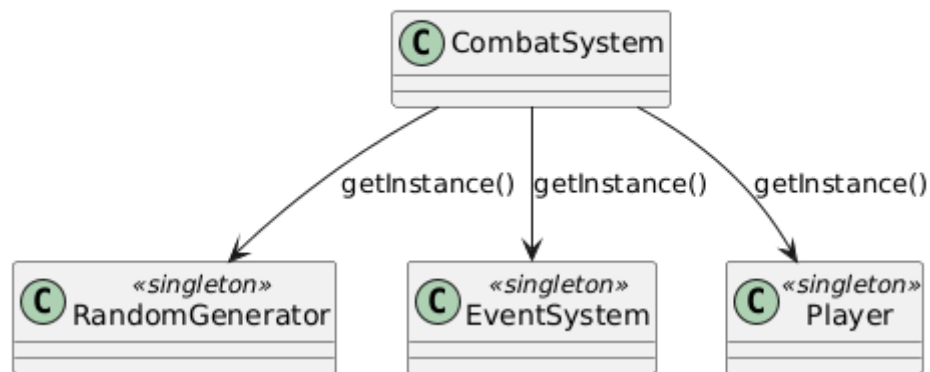 C CombatSystem
getInstance() getInstance() getInstance()
C «singleton» RandomGenerator
C «singleton» EventSystem
C «singleton» Player